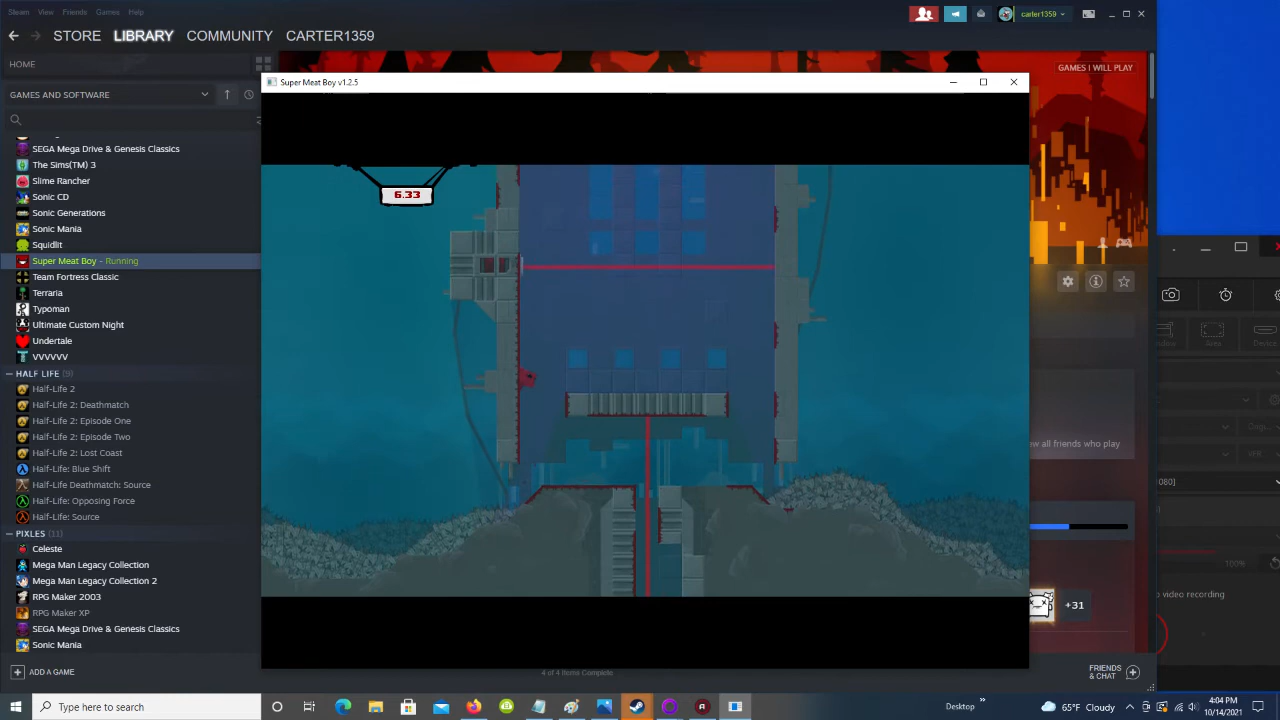 Steam View Friends Games Help
carter1359
STORE LIBRARY COMMUNITY CARTER1359
HOME
GAMES I WILL PLAY
Super Meat Boy v1.2.5
GAMES AND SOFTWARE
SEGA Mega Drive & Genesis Classics
The Sims(TM) 3
Slime Rancher
6.33
Sonic CD
Sonic Generations
Sonic Mania
Squidlit
Super Meat Boy - Running
Team Fortress Classic
Terraria
Typoman
Ultimate Custom Night
Undertale
VVVVVV
HALF LIFE (9)
Half-Life 2
Half-Life 2: Deathmatch
Half-Life 2: Episode One
Half-Life 2: Episode Two
Half-Life 2: Lost Coast
Half-Life: Blue Shift
Half-Life Deathmatch: Source
Half-Life: Opposing Force
Half-Life: Source
Area
Device
ew all friends who play
1080]
PIXLES (11)
Celeste
Mega Man Legacy Collection
Mega Man Legacy Collection 2
RPG Maker 2003
RPG Maker XP
SEGA Mega Drive & Genesis Classics
Sonic Mania
100%
video recording
+31
ADD A GAME
4 of 4 Items Complete
FRIENDS & CHAT
Type here to search
Desktop
65°F Cloudy
4:04 PM
10/14/2021